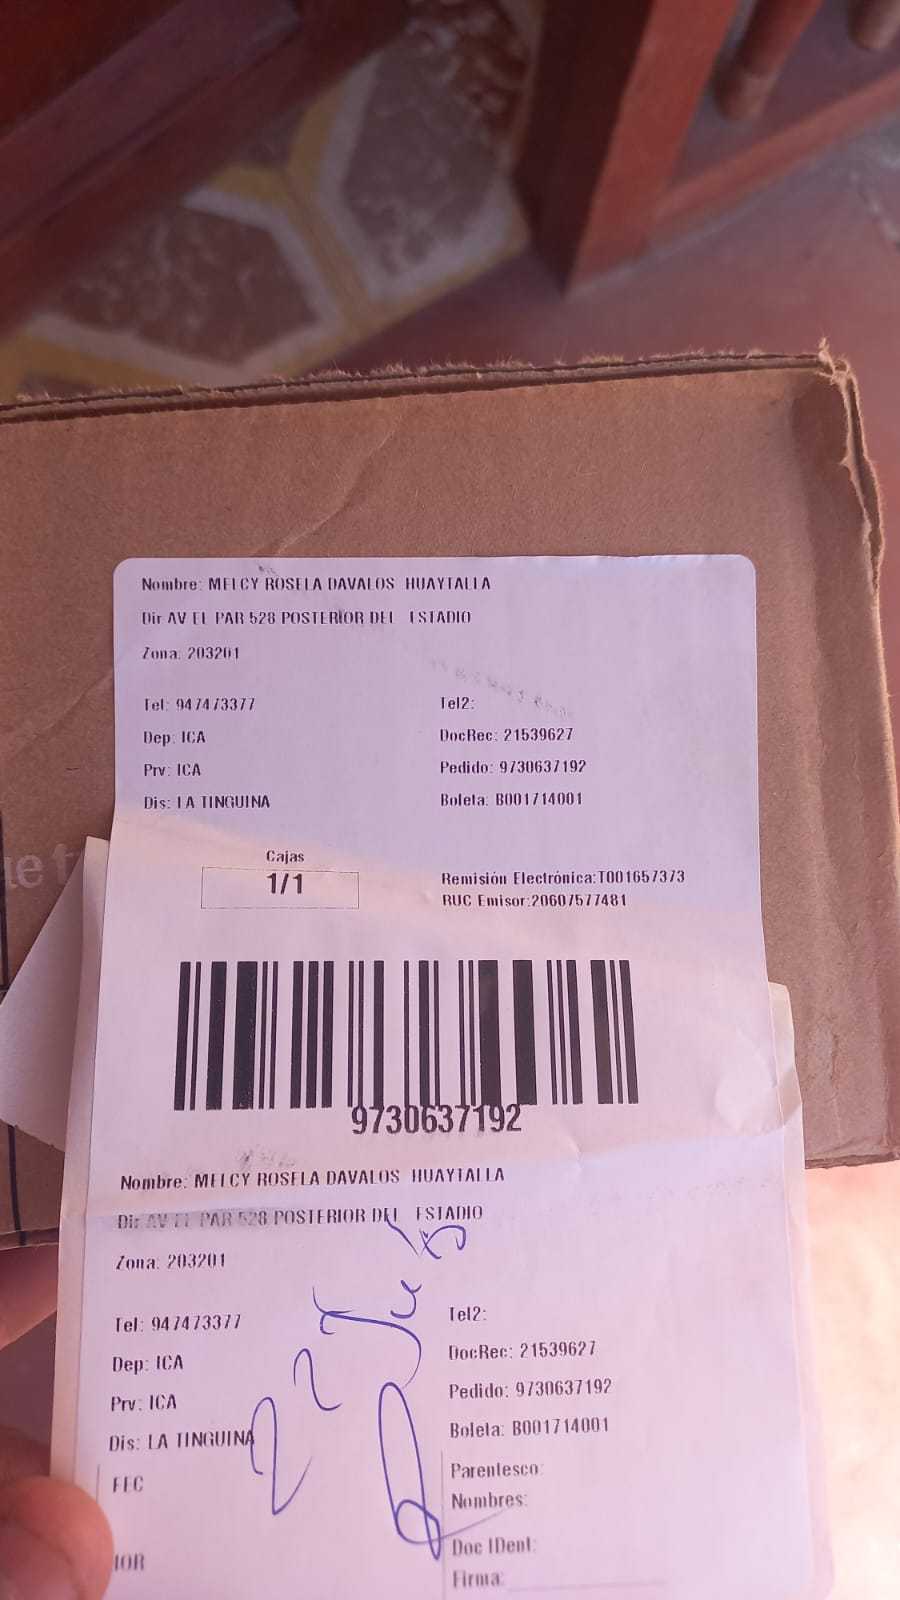 Nombre: MELCY ROSELA DAVALOS HUAYTALLA
Dir AV EL PAR 528 POSTERIOR DEL ESTADIO
Zona: 203201
Tel: 947473377
Tel2:
Dep: ICA
DocRec: 21539627
Prv: ICA
Pedido: 9730637192
Dis: LA TINGUINA
Boleta: B001714001
Cajas
1/1
Remisión Electrónica:T001657373
RUC Emisor:20607577481
9730637192
Nombre: MELCY ROSELA DAVALOS HUAYTALLA
Dir AV EL PAR 528 POSTERIOR DEL ESTADIO
Zona: 203201
Tel: 947473377
Tel2:
Dep: ICA
DocRec: 21539627
Prv: ICA
Pedido: 9730637192
Dis: LA TINGUINA
Boleta: B001714001
FEC
Parentesco:
Nombres:
HOR
Doc IDent:
Firma:
22